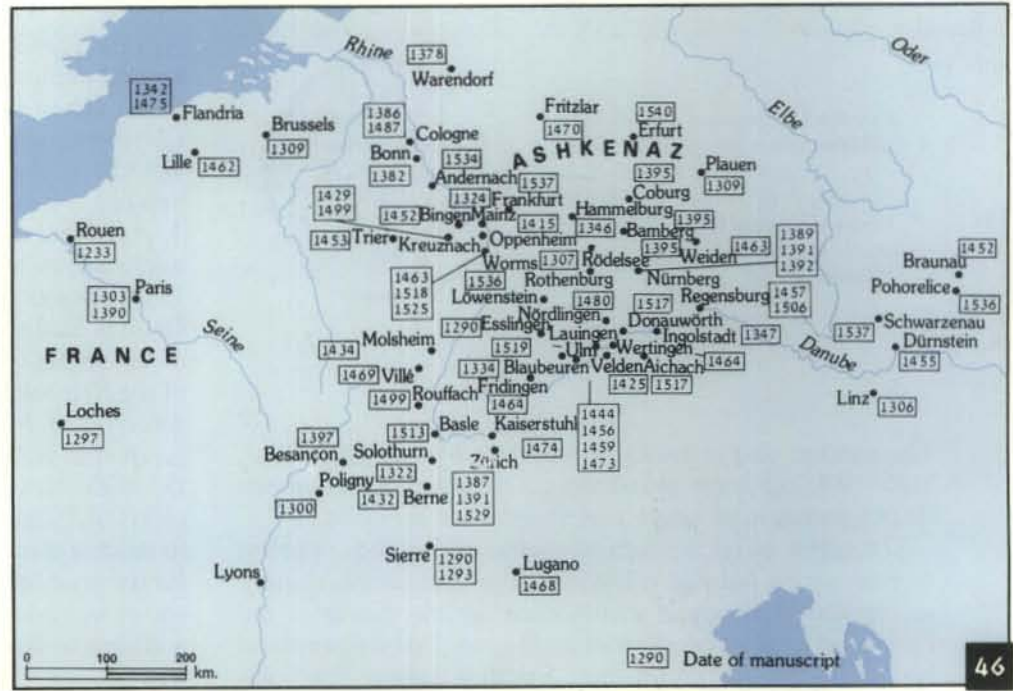 Rhine
1378
Warendorf
Oder
1342
1475
Flandria
1386
1487
Cologne
Fritzlar
1470
1540
Erfurt
Elbe
Brussels
1309
Lille
1462
Bonn
1382
1534
Andernach
ASHKENAZ
1395
Coburg
Plauen
1309
1429
1499
1452
1324
Bingen
Mainz
1537
Frankfurt
1415
Hammelburg
1346
Bamberg
1395
1395
Weiden
1463
1389
1391
1392
Rouen
1233
1453
Trier
Kreuznach
Oppenheim
Worms
1536
1307
Rödelsee
Rothenburg
Nürnberg
1452
Braunau
Pohorelice
1536
Paris
1303
1390
1463
1518
1525
Löwenstein
1480
Nördlingen
1517
Donauwörth
Regensburg
1457
1506
Seine
FRANCE
Molsheim
1434
1290
Esslingen
1519
Lauingen
Ulm
Wertingen
Ingolstadt
1347
1537
Schwarzenau
Dürnstein
1455
Danube
1469
Villé
1334
Blaubeuren
Velden
1425
Aichach
1517
1464
Rouffach
1499
Fridingen
1464
Linz
1306
Loches
1297
1444
1456
1459
1473
1397
Besançon
1513
Basle
Kaiserstuhl
1474
Solothurn
1322
Zürich
Poligny
1300
1432
Berne
1387
1391
1529
Lyons
Sierre
1290
1293
Lugano
1468
0 100 200
km.
1290 Date of manuscript
46